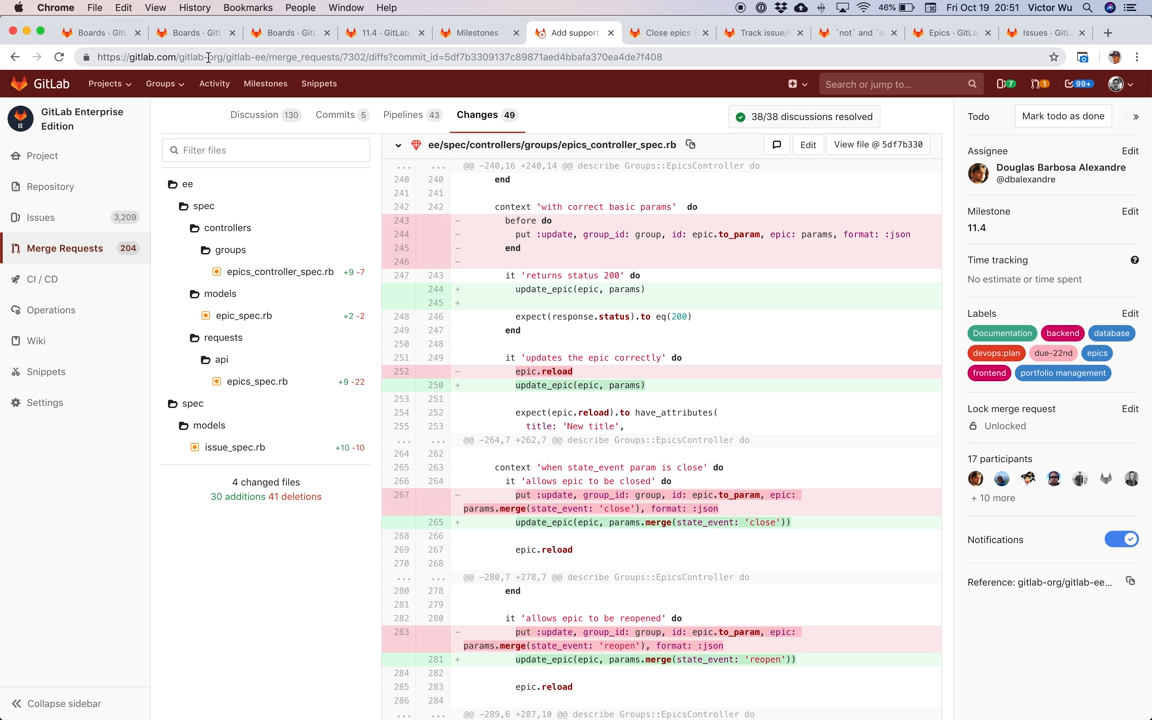 Chrome File Edit View History Bookmarks People Window Help
46% Fri Oct 19 20:51 Victor Wu
Boards · GitL
Boards · GitL
Boards · GitL
11.4 · GitLab
Milestones ·
Add support
Close epics (
Track issue/
`not` and `o
Epics · GitLa
Issues · GitLa
https://gitlab.com/gitlab-org/gitlab-ee/merge_requests/7302/diffs?commit_id=5df7b3309137c89871aed4bbafa370ea4de7f408
GitLab Projects Groups Activity Milestones Snippets
Search or jump to...
7 1 99+
GitLab Enterprise
Edition
Project
Repository
Issues 3,209
Merge Requests 204
CI / CD
Operations
Wiki
Snippets
Settings
Collapse sidebar
Discussion 130 Commits 5 Pipelines 43 Changes 49
38/38 discussions resolved
Filter files
ee
spec
controllers
groups
epics_controller_spec.rb +9 -7
models
epic_spec.rb +2 -2
requests
api
epics_spec.rb +9 -22
spec
models
issue_spec.rb +10 -10
4 changed files
30 additions 41 deletions
ee/spec/controllers/groups/epics_controller_spec.rb Edit View file @ 5df7b330
... ... @@ -240,16 +240,14 @@ describe Groups::EpicsController do
240 240 end
241 241
242 242 context 'with correct basic params' do
243 - before do
244 - put :update, group_id: group, id: epic.to_param, epic: params, format: :json
245 - end
246 -
247 243 it 'returns status 200' do
244 + update_epic(epic, params)
245 +
248 246 expect(response.status).to eq(200)
249 247 end
250 248
251 249 it 'updates the epic correctly' do
252 - epic.reload
250 + update_epic(epic, params)
253 251
254 252 expect(epic.reload).to have_attributes(
255 253 title: 'New title',
... ... @@ -264,7 +262,7 @@ describe Groups::EpicsController do
264 262
265 263 context 'when state_event param is close' do
266 264 it 'allows epic to be closed' do
267 - put :update, group_id: group, id: epic.to_param, epic:
params.merge(state_event: 'close'), format: :json
265 + update_epic(epic, params.merge(state_event: 'close'))
268 266
269 267 epic.reload
270 268
... ... @@ -280,7 +278,7 @@ describe Groups::EpicsController do
280 278 end
281 279
282 280 it 'allows epic to be reopened' do
283 - put :update, group_id: group, id: epic.to_param, epic:
params.merge(state_event: 'reopen'), format: :json
281 + update_epic(epic, params.merge(state_event: 'reopen'))
284 282
285 283 epic.reload
286 284
... ... @@ -289,6 +287,10 @@ describe Groups::EpicsController do
Todo Mark todo as done
Assignee Edit
Douglas Barbosa Alexandre
@dbalexandre
Milestone Edit
11.4
Time tracking
No estimate or time spent
Labels Edit
Documentation backend database
devops:plan due-22nd epics
frontend portfolio management
Lock merge request Edit
Unlocked
17 participants
+ 10 more
Notifications
Reference: gitlab-org/gitlab-ee...